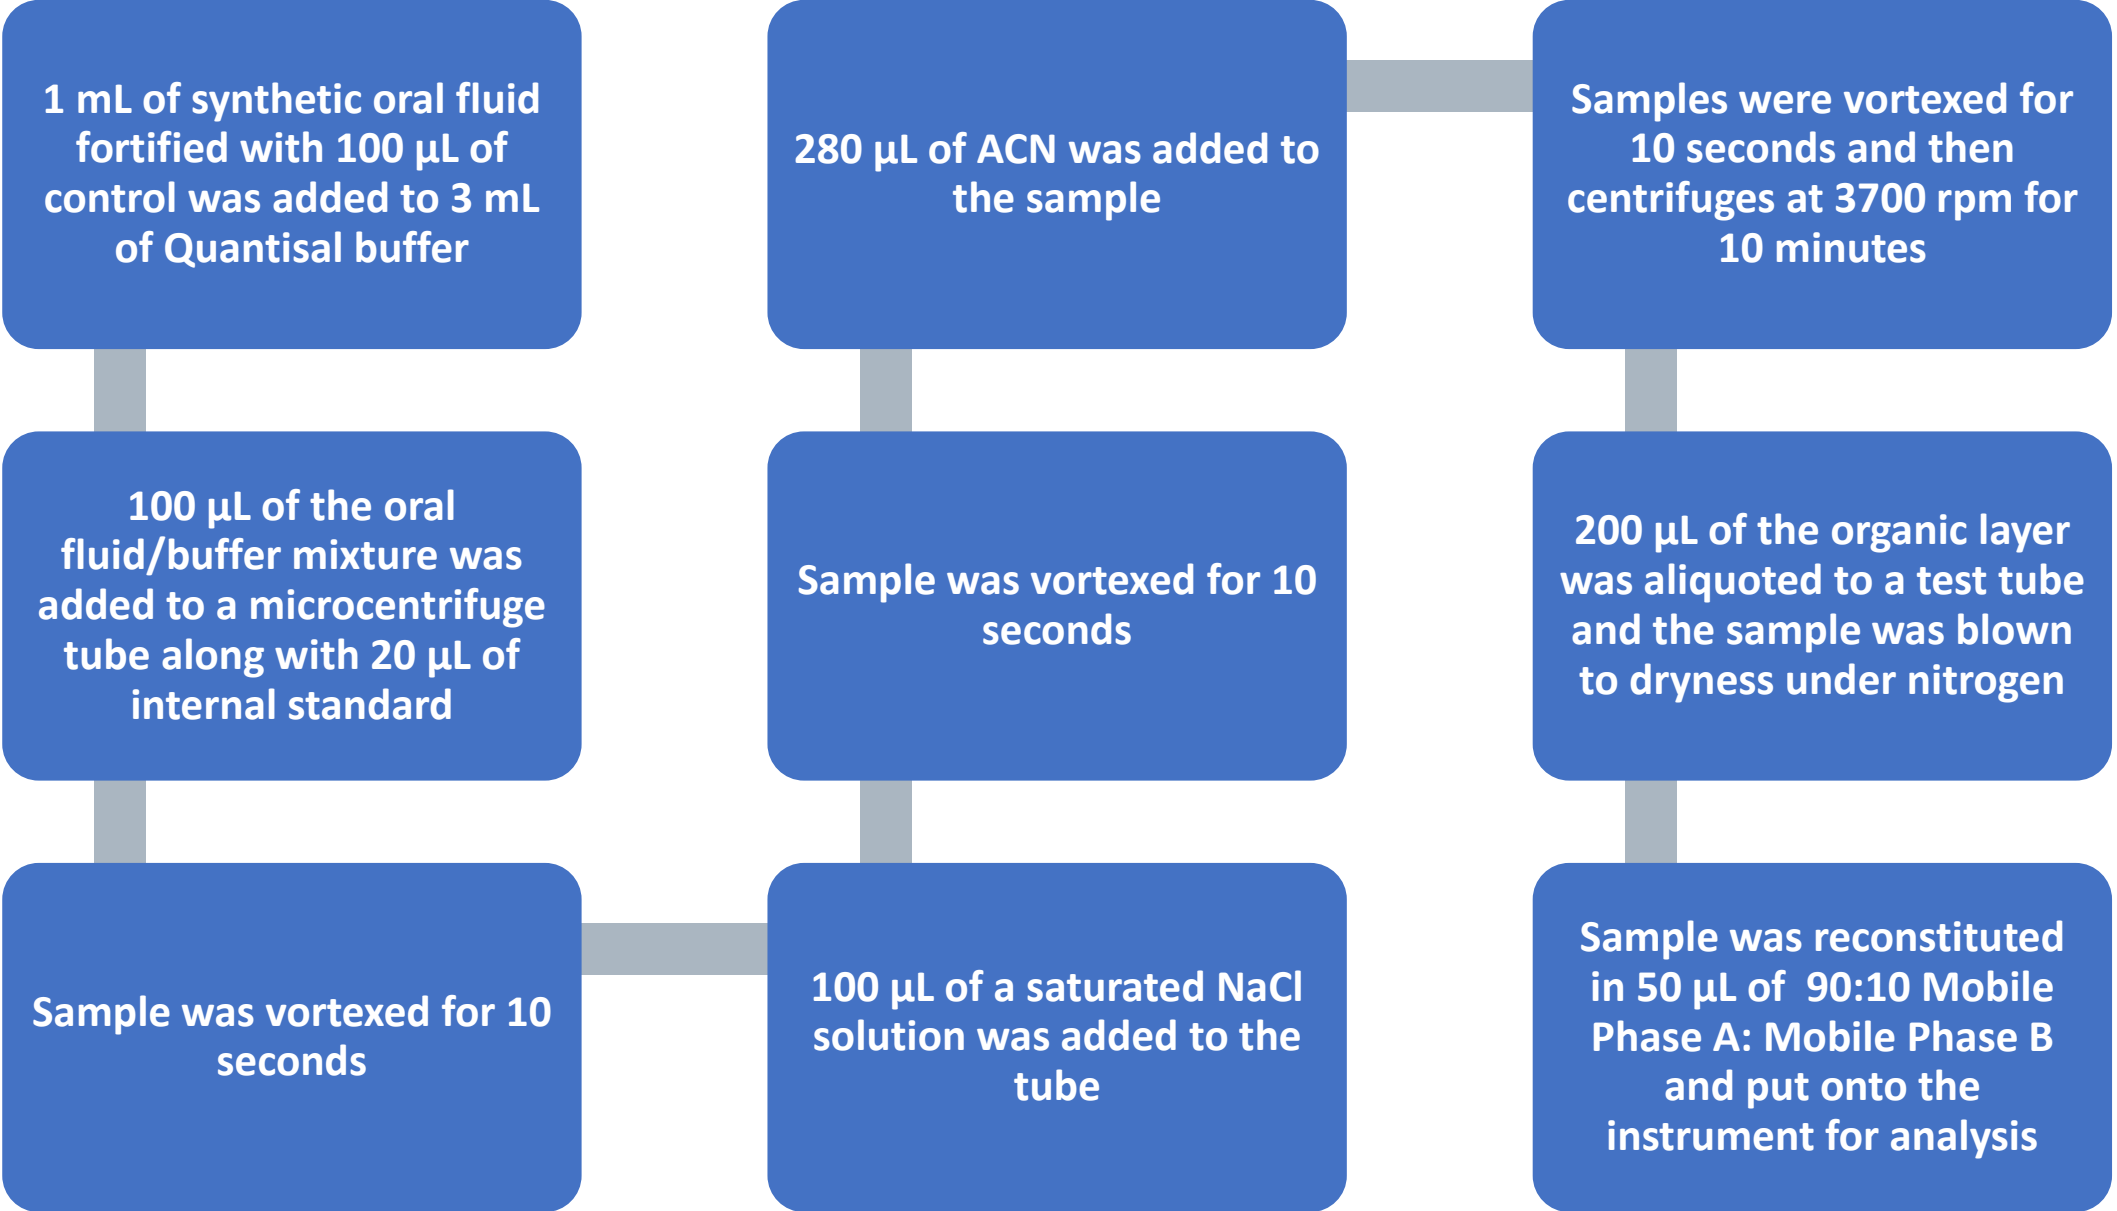 1 mL of synthetic oral fluid
fortified with 100 µL of
control was added to 3 mL
of Quantisal buffer
100 µL of the oral
fluid/buffer mixture was
added to a microcentrifuge
tube along with 20 µL of
internal standard
Sample was vortexed for 10
seconds
100 µL of a saturated NaCl
solution was added to the
tube
Sample was vortexed for 10
seconds
280 µL of ACN was added to
the sample
Samples were vortexed for
10 seconds and then
centrifuges at 3700 rpm for
10 minutes
200 µL of the organic layer
was aliquoted to a test tube
and the sample was blown
to dryness under nitrogen
Sample was reconstituted
in 50 µL of  90:10 Mobile
Phase A: Mobile Phase B
and put onto the
instrument for analysis